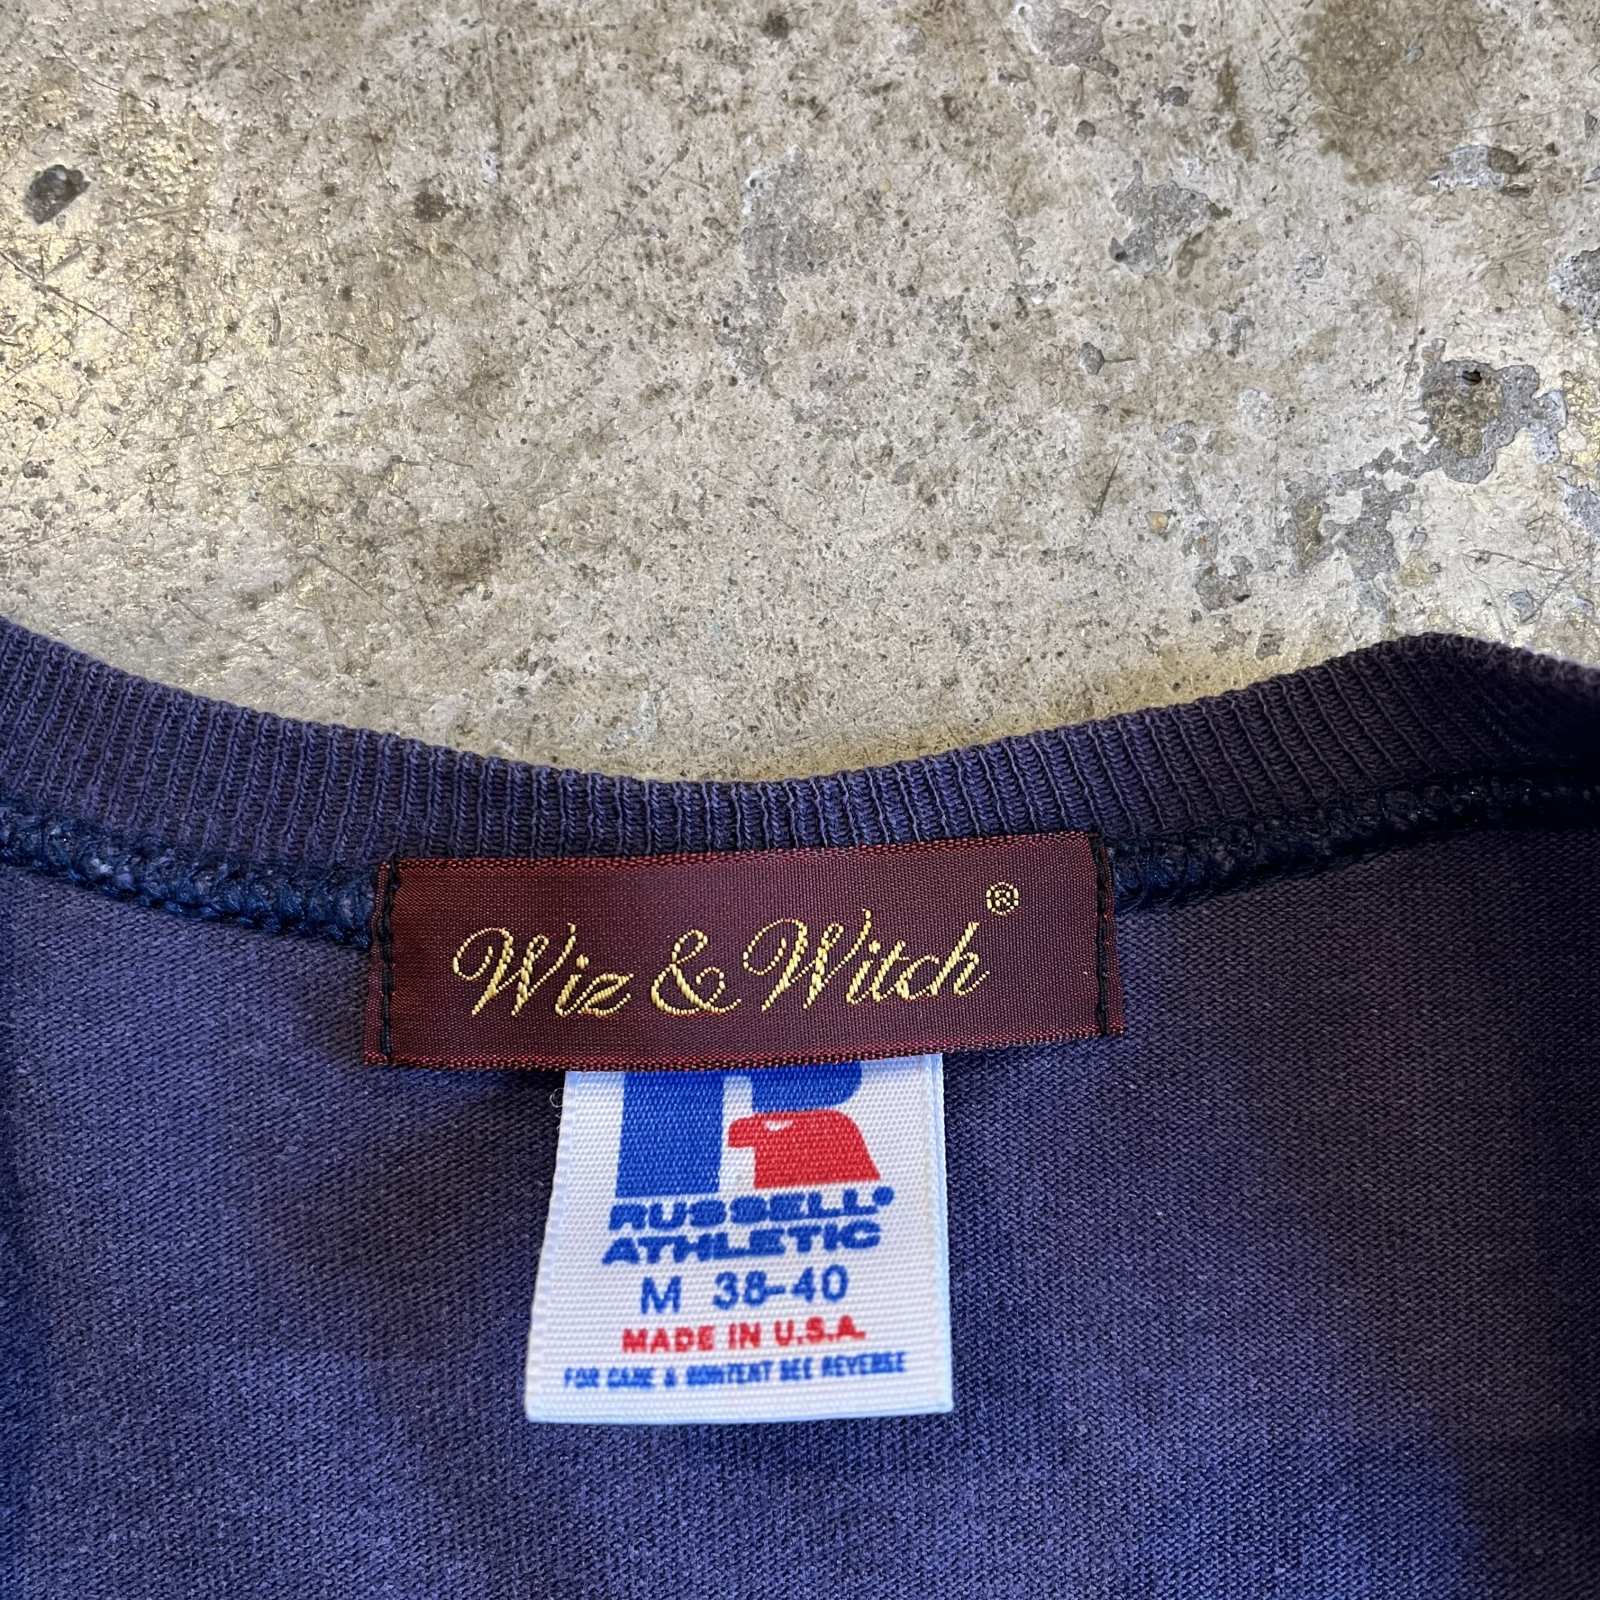 Wiz & Witch®
RUSSELL®
ATHLETIC
M 38-40
MADE IN U.S.A.
FOR CARE & CONTENT SEE REVERSE